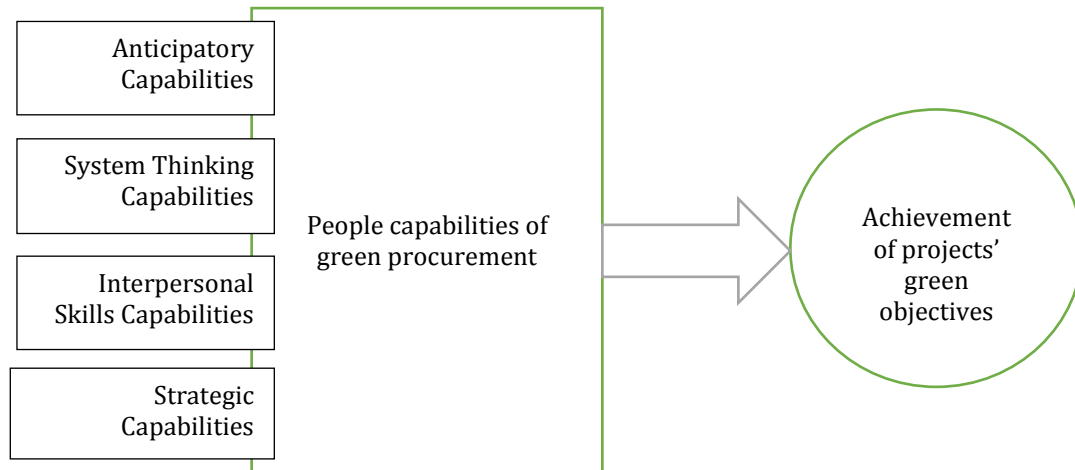 Anticipatory
Capabilities
System Thinking
Capabilities
Interpersonal
Skills Capabilities
Strategic
Capabilities
People capabilities of
green procurement
Achievement
of projects’
green
objectives